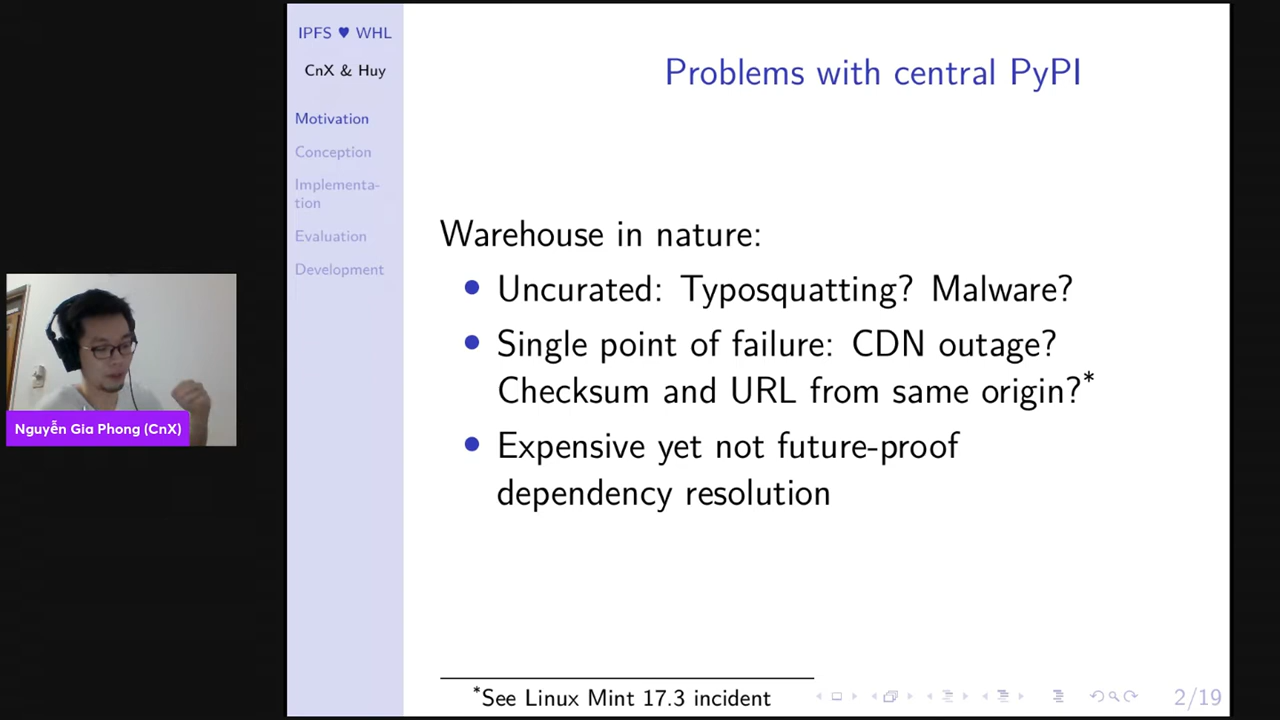 IPFS ♥ WHL
CnX & Huy
Motivation
Conception
Implementa-
tion
Evaluation
Development
Problems with central PyPI
Warehouse in nature:
• Uncurated: Typosquatting? Malware?
• Single point of failure: CDN outage?
Checksum and URL from same origin?*
• Expensive yet not future-proof
dependency resolution
*See Linux Mint 17.3 incident
2/19
Nguyễn Gia Phong (CnX)